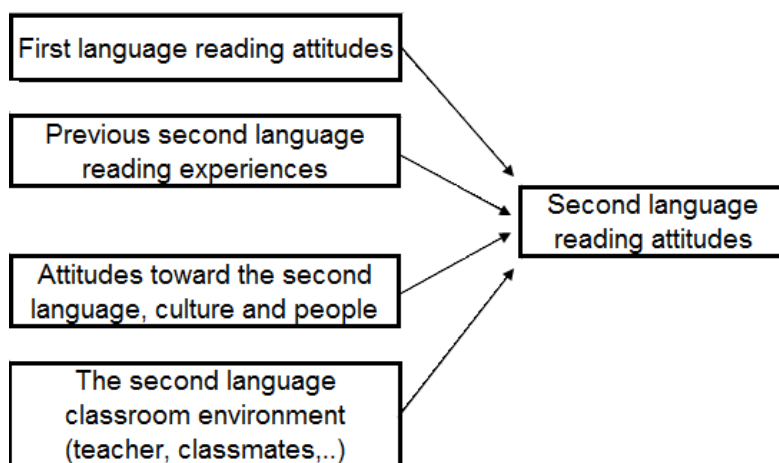 First language reading attitudes
Previous second language
reading experiences
Attitudes toward the second
language, culture and people
The second language
classroom environment
(teacher, classmates,..)
Second language
reading attitudes